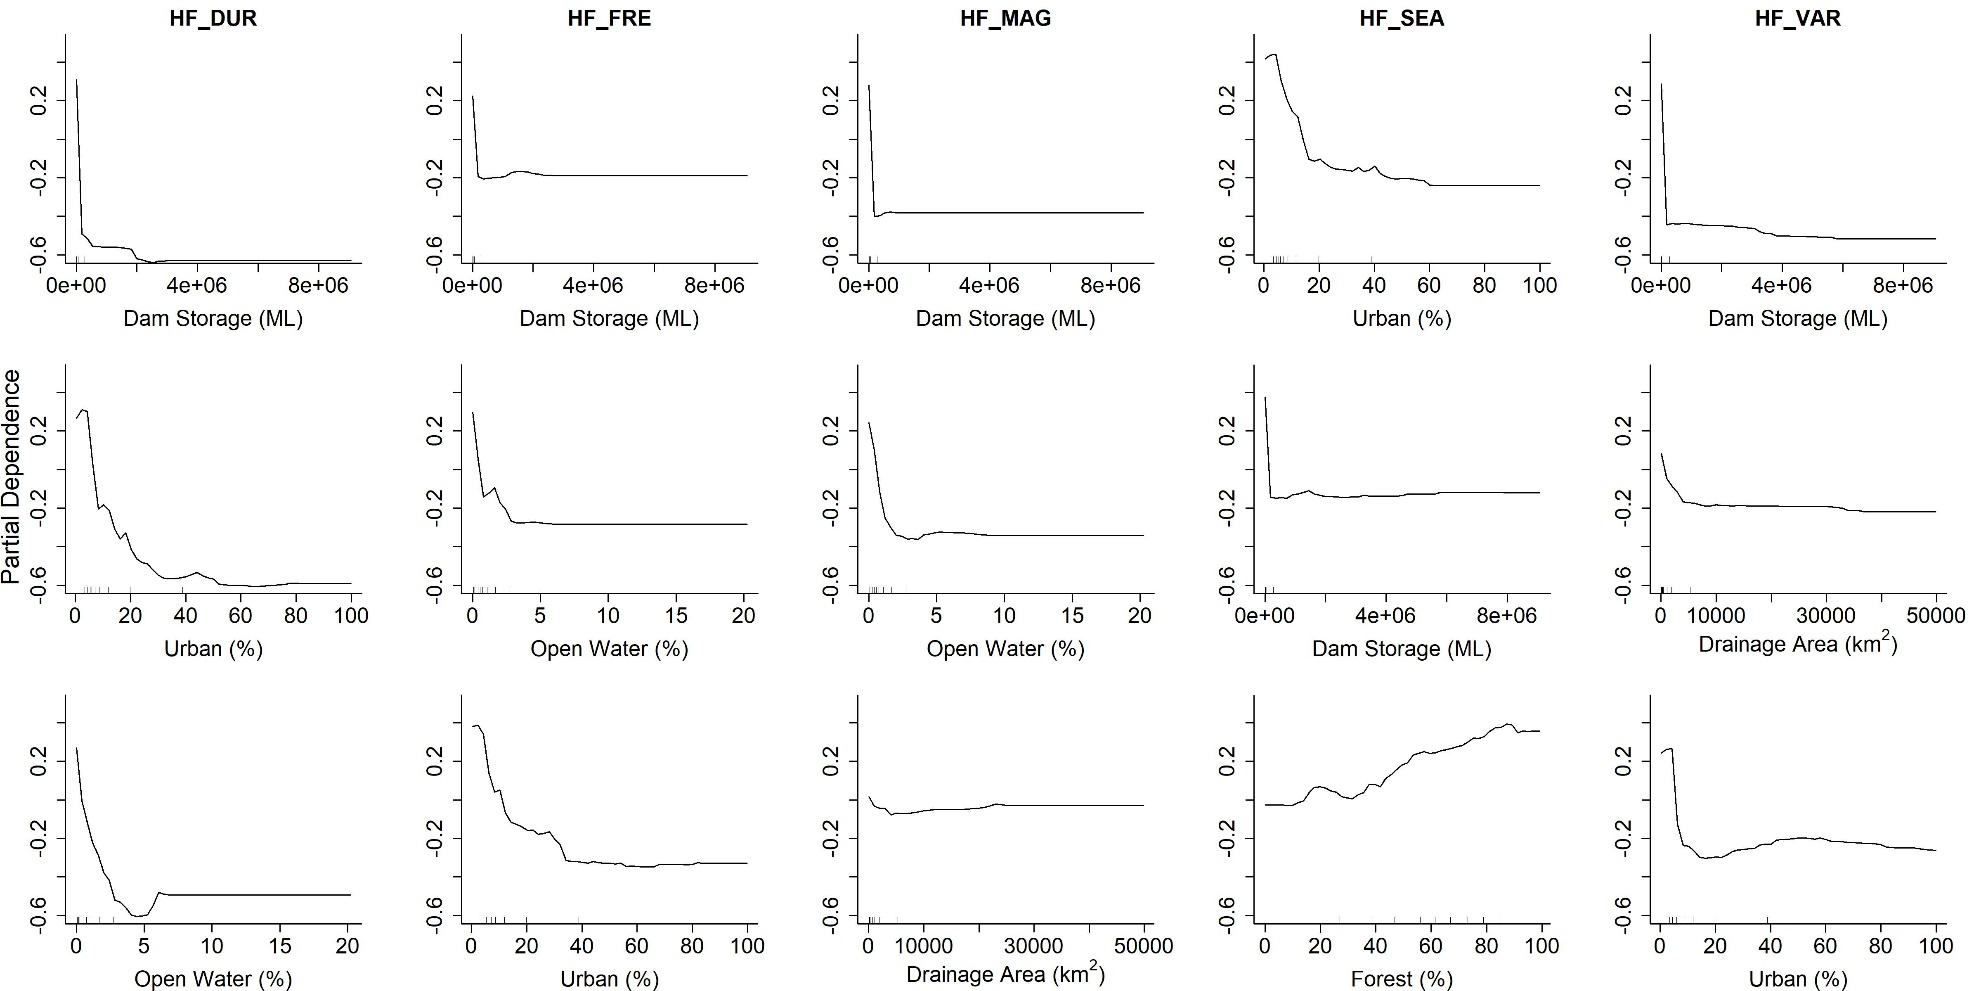 HF_DUR HF_FRE HF_MAG HF_SEA HF_VAR
0.2 0.2 0.2 0.2 0.2
-0.2 -0.2 -0.2 -0.2 -0.2
-0.6 -0.6 -0.6 -0.6 -0.6
0e+00 4e+06 8e+06 0e+00 4e+06 8e+06 0e+00 4e+06 8e+06 0 20 40 60 80 100 0e+00 4e+06 8e+06
Dam Storage (ML) Dam Storage (ML) Dam Storage (ML) Urban (%) Dam Storage (ML)
Partial Dependence
0.2 0.2 0.2 0.2 0.2
-0.2 -0.2 -0.2 -0.2 -0.2
-0.6 -0.6 -0.6 -0.6 -0.6
0 20 40 60 80 100 0 5 10 15 20 0 5 10 15 20 0e+00 4e+06 8e+06 0 10000 30000 50000
Urban (%) Open Water (%) Open Water (%) Dam Storage (ML) Drainage Area (km²)
0.2 0.2 0.2 0.2 0.2
-0.2 -0.2 -0.2 -0.2 -0.2
-0.6 -0.6 -0.6 -0.6 -0.6
0 5 10 15 20 0 20 40 60 80 100 0 10000 30000 50000 0 20 40 60 80 100 0 20 40 60 80 100
Open Water (%) Urban (%) Drainage Area (km²) Forest (%) Urban (%)